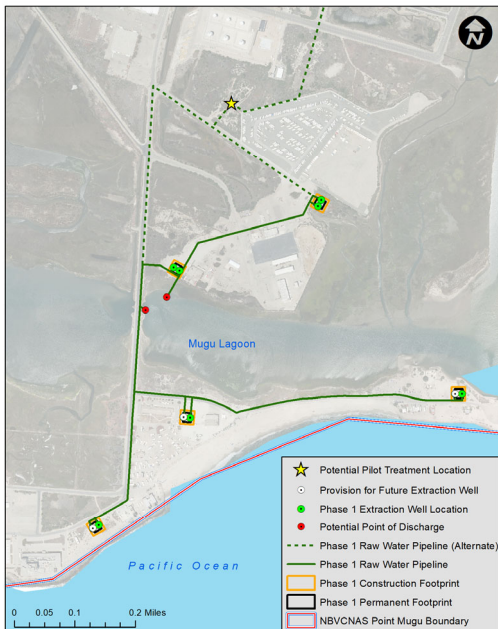 N
Mugu Lagoon
Pacific Ocean
0 0.05 0.1 0.2 Miles
Potential Pilot Treatment Location
Provision for Future Extraction Well
Phase 1 Extraction Well Location
Potential Point of Discharge
Phase 1 Raw Water Pipeline (Alternate)
Phase 1 Raw Water Pipeline
Phase 1 Construction Footprint
Phase 1 Permanent Footprint
NBVCNAS Point Mugu Boundary